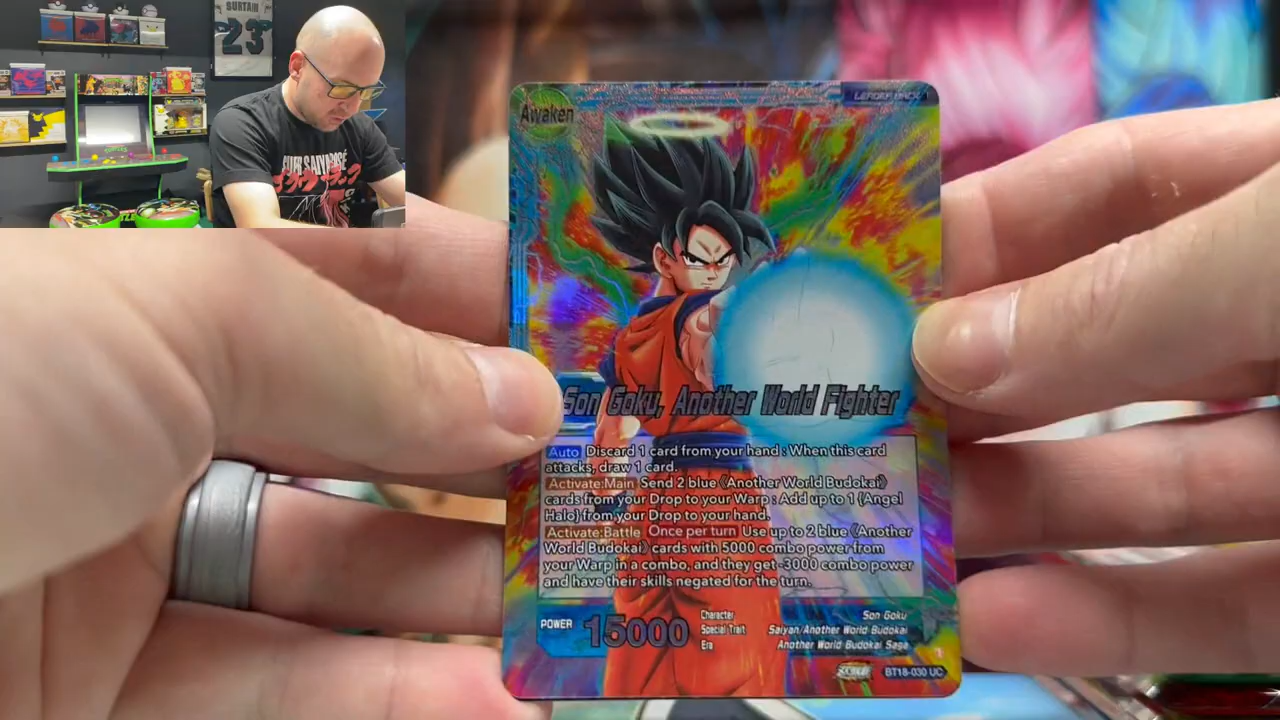 SURTAIN
23
Awaken
LEADER BACK
Son Goku, Another World Fighter
Auto Discard 1 card from your hand : When this card
attacks, draw 1 card.
Activate:Main Send 2 blue 《Another World Budokai》
cards from your Drop to your Warp : Add up to 1 {Angel
Halo} from your Drop to your hand.
Activate:Battle Once per turn Use up to 2 blue 《Another
World Budokai》 cards with 5000 combo power from
your Warp in a combo, and they get -3000 combo power
and have their skills negated for the turn.
POWER 15000
Character Son Goku
Special Trait Saiyan/Another World Budokai
Era Another World Budokai Saga
BT18-030 UC